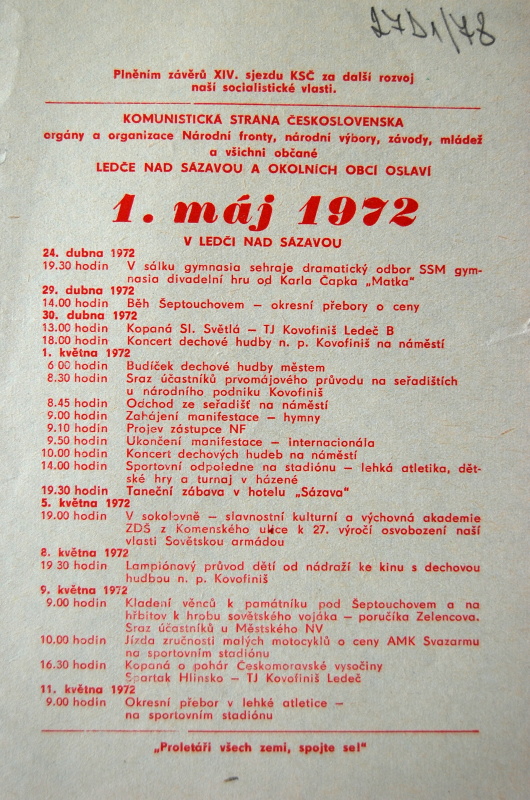 27D1/78
Plněním závěrů XIV. sjezdu KSČ za další rozvoj
naší socialistické vlasti.
KOMUNISTICKÁ STRANA ČESKOSLOVENSKA
orgány a organizace Národní fronty, národní výbory, závody, mládež
a všichni občané
LEDČE NAD SÁZAVOU A OKOLNÍCH OBCÍ OSLAVÍ
1. máj 1972
V LEDČI NAD SÁZAVOU
24. dubna 1972
19.30 hodin V sálku gymnasia sehraje dramatický odbor SSM gym-
nasia divadelní hru od Karla Čapka „Matka"
29. dubna 1972
14.00 hodin Běh Šeptouchovem – okresní přebory o ceny
30. dubna 1972
13.00 hodin Kopaná Sl. Světlá – TJ Kovofiniš Ledeč B
18.00 hodin Koncert dechové hudby n. p. Kovofiniš na náměstí
1. května 1972
6 00 hodin Budíček dechové hudby městem
8.30 hodin Sraz účastníků prvomájového průvodu na seřadištích
u národního podniku Kovofiniš
8.45 hodin Odchod ze seřadišť na náměstí
9.00 hodin Zahájení manifestace – hymny
9.10 hodin Projev zástupce NF
9.50 hodin Ukončení manifestace – internacionála
10.00 hodin Koncert dechových hudeb na náměstí
14.00 hodin Sportovní odpoledne na stadiónu – lehká atletika, dět-
ské hry a turnaj v házené
19.30 hodin Taneční zábava v hotelu „Sázava"
5. května 1972
19.00 hodin V sokolovně – slavnostní kulturní a výchovná akademie
ZDŠ z Komenského ulice k 27. výročí osvobození naší
vlasti Sovětskou armádou
8. května 1972
19 30 hodin Lampiónový průvod dětí od nádraží ke kinu s dechovou
hudbou n. p. Kovofiniš
9. května 1972
9.00 hodin Kladení věnců k památníku pod Šeptouchovem a na
hřbitov k hrobu sovětského vojáka – poručíka Zelencova.
Sraz účastníků u Městského NV
10.00 hodin Jízda zručnosti malých motocyklů o ceny AMK Svazarmu
na sportovním stadiónu
16.30 hodin Kopaná o pohár Českomoravské vysočiny
Spartak Hlinsko – TJ Kovofiniš Ledeč
11. května 1972
9.00 hodin Okresní přebor v lehké atletice –
na sportovním stadiónu
„Proletáři všech zemí, spojte se!"